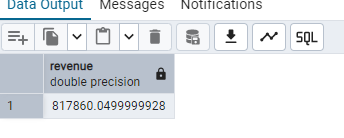 Data Output Messages Notifications
SQL
revenue
double precision
1 817860.0499999928